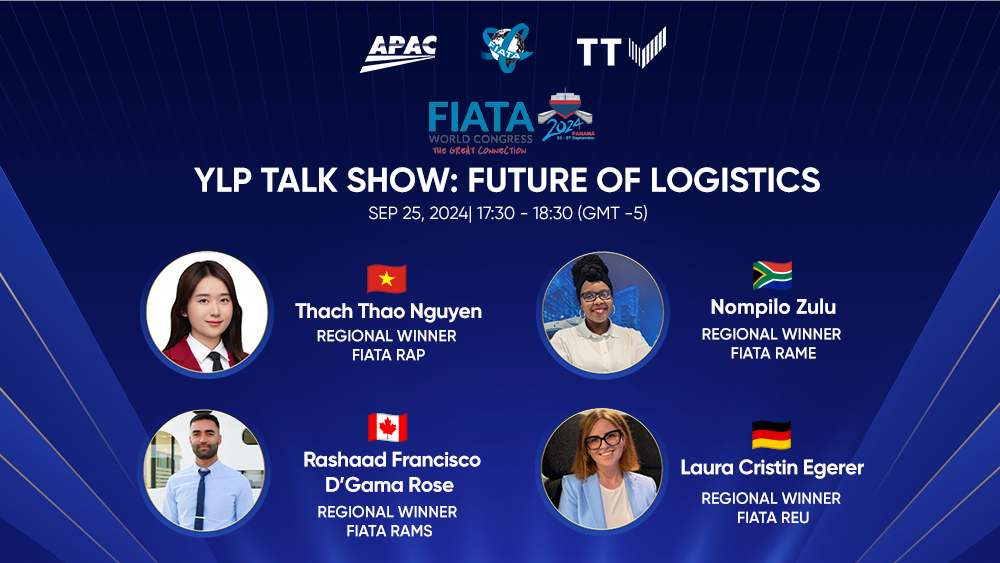 APAC
FIATA
TT
FIATA
WORLD CONGRESS
THE GREAT CONNECTION
2024
PANAMÁ
YLP TALK SHOW: FUTURE OF LOGISTICS
SEP 25, 2024| 17:30 - 18:30 (GMT -5)
Thach Thao Nguyen
REGIONAL WINNER
FIATA RAP
Nompilo Zulu
REGIONAL WINNER
FIATA RAME
Rashaad Francisco
D'Gama Rose
REGIONAL WINNER
FIATA RAMS
Laura Cristin Egerer
REGIONAL WINNER
FIATA REU